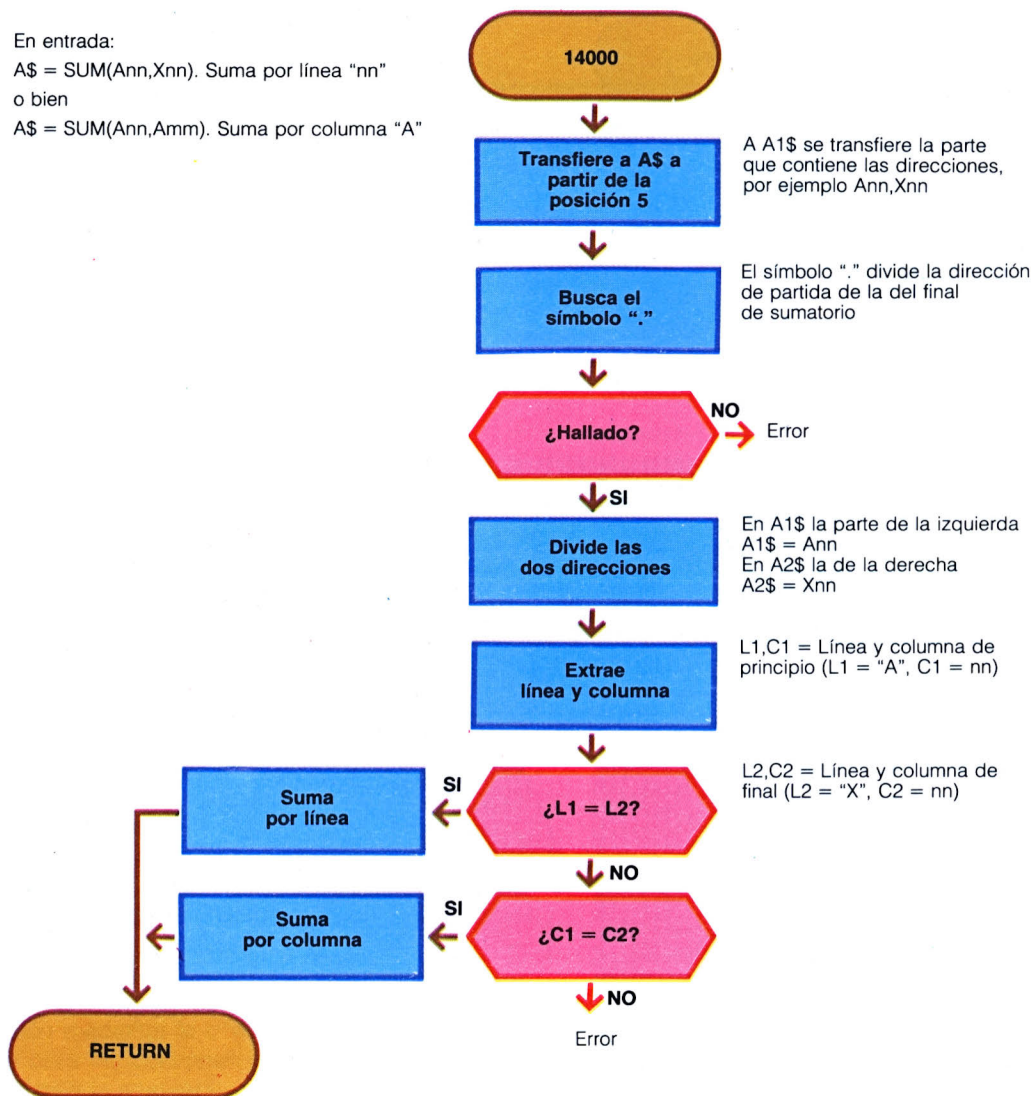 En entrada:
A$ = SUM(Ann,Xnn). Suma por línea “nn”
o bien
A$ = SUM(Ann,Amm). Suma por columna “A”
14000
Transfiere a A$ a
partir de la
posición 5
A A1$ se transfiere la parte
que contiene las direcciones,
por ejemplo Ann,Xnn
Busca el
símbolo “.”
El símbolo “.” divide la dirección
de partida de la del final
de sumatorio
¿Hallado?
NO
Error
SI
Divide las
dos direcciones
En A1$ la parte de la izquierda
A1$ = Ann
En A2$ la de la derecha
A2$ = Xnn
Extrae
línea y columna
L1,C1 = Línea y columna de
principio (L1 = “A”, C1 = nn)
Suma
por línea
SI
¿L1 = L2?
L2,C2 = Línea y columna de
final (L2 = “X”, C2 = nn)
NO
Suma
por columna
SI
¿C1 = C2?
NO
Error
RETURN